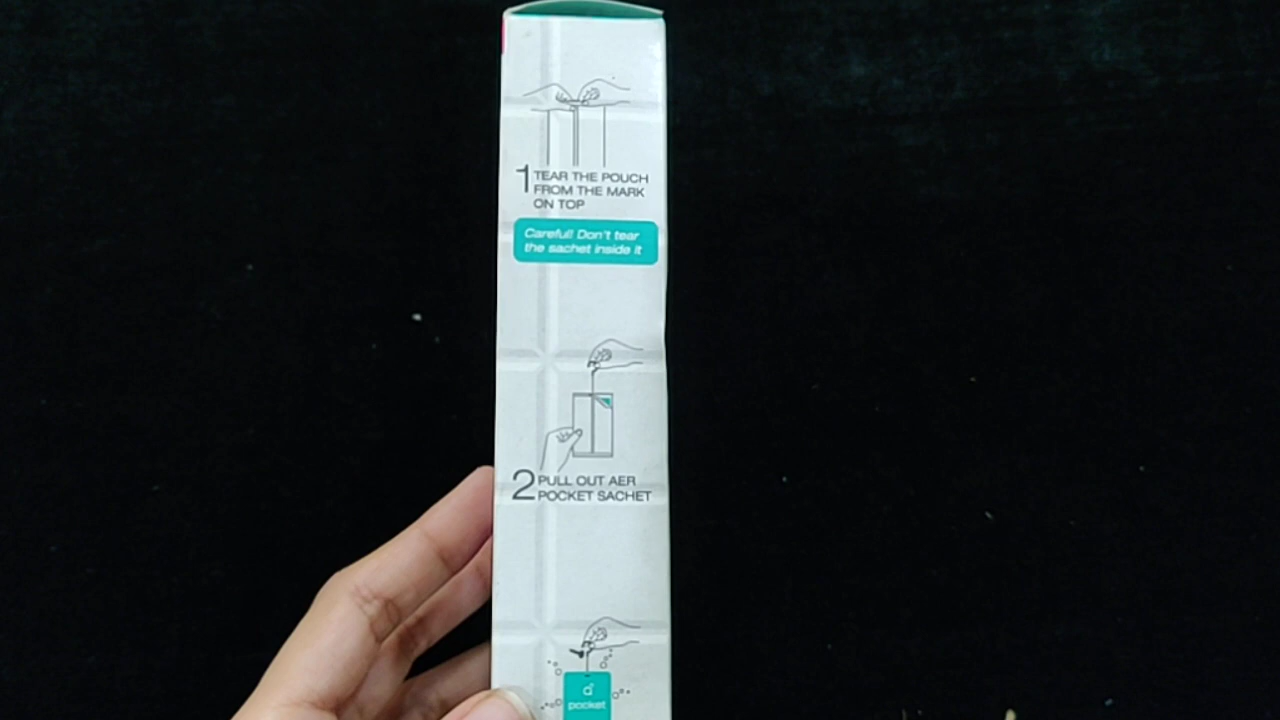 1 TEAR THE POUCH
FROM THE MARK
ON TOP
Careful! Don't tear
the sachet inside it
2 PULL OUT AER
POCKET SACHET
a
pocket